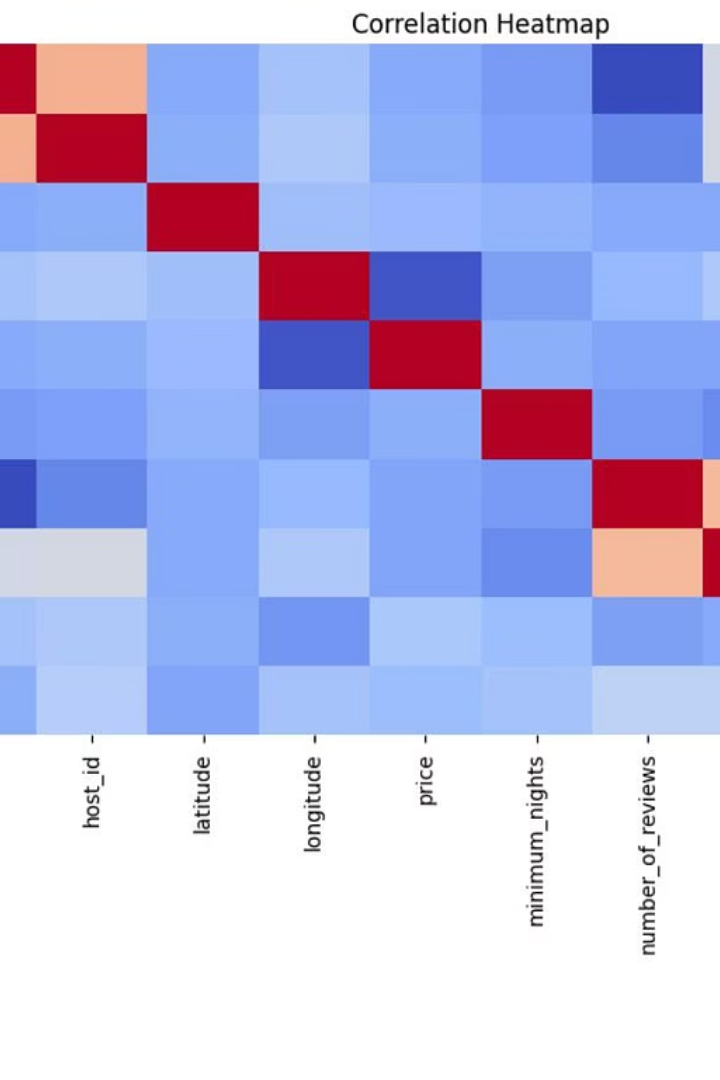 Correlation Heatmap
host_id
latitude
longitude
price
minimum_nights
number_of_reviews